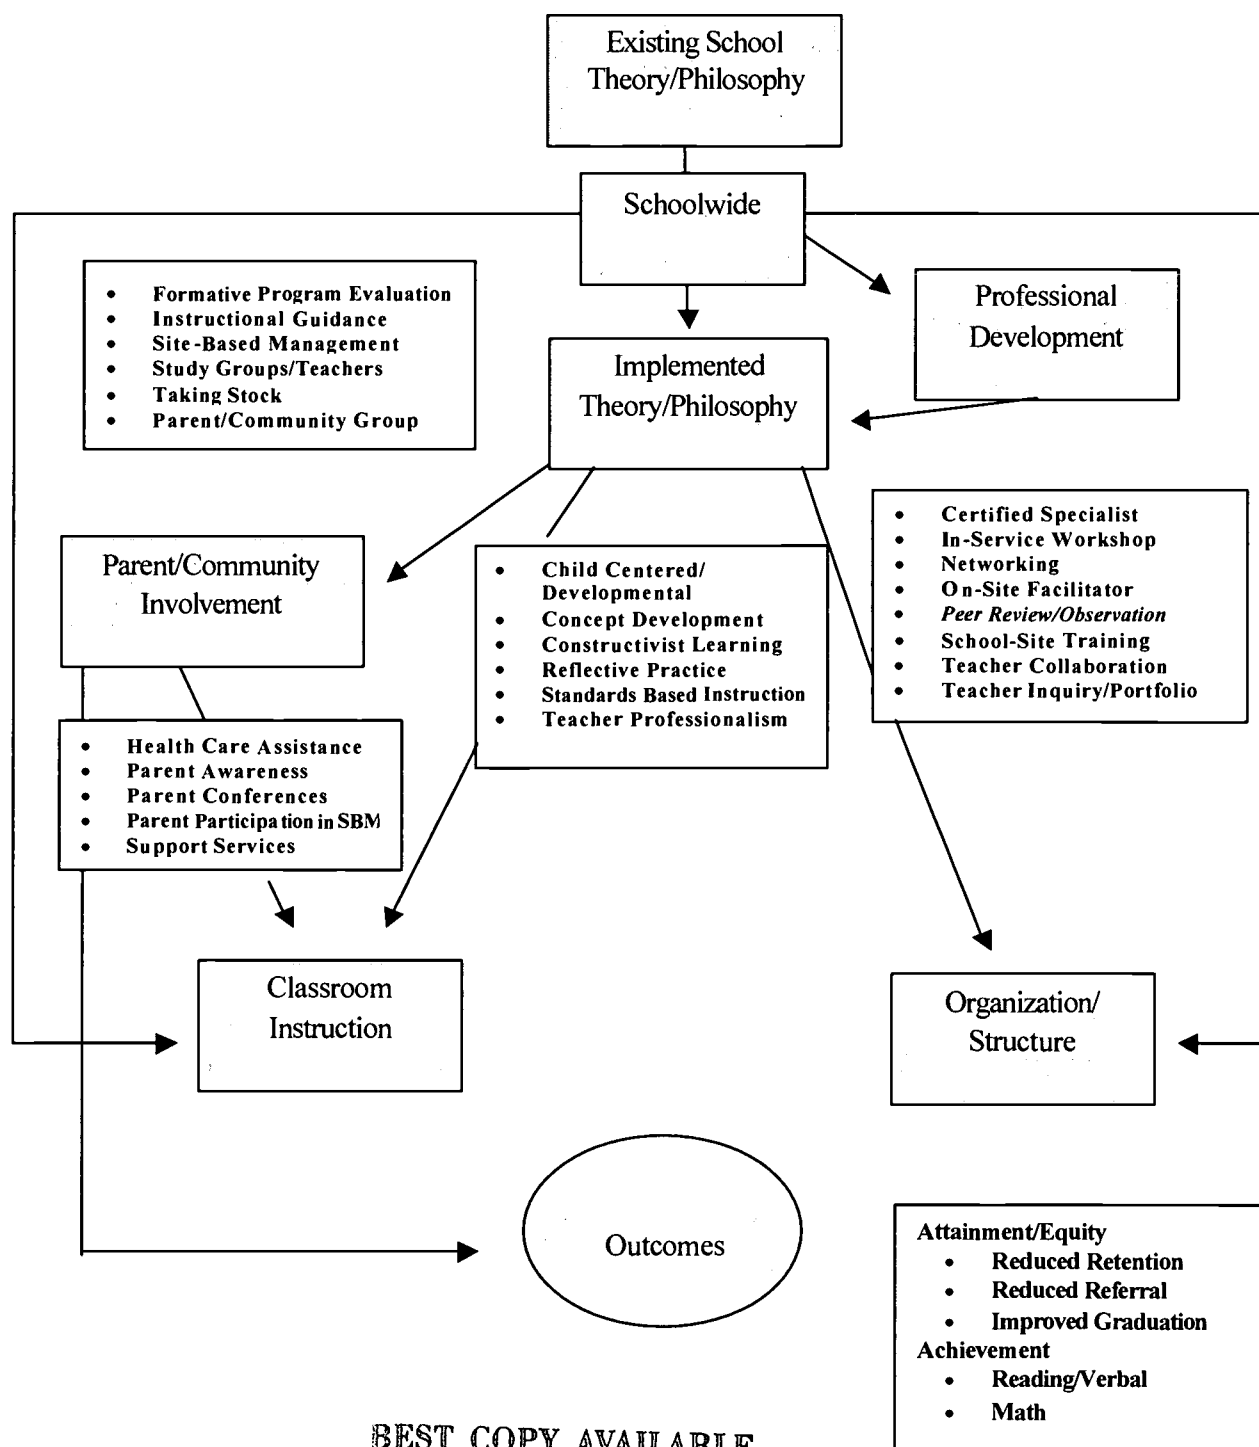 Existing School
Theory/Philosophy
Schoolwide
• Formative Program Evaluation
• Instructional Guidance
• Site-Based Management
• Study Groups/Teachers
• Taking Stock
• Parent/Community Group
Professional
Development
Implemented
Theory/Philosophy
Parent/Community
Involvement
• Child Centered/
Developmental
• Concept Development
• Constructivist Learning
• Reflective Practice
• Standards Based Instruction
• Teacher Professionalism
• Certified Specialist
• In-Service Workshop
• Networking
• On-Site Facilitator
• Peer Review/Observation
• School-Site Training
• Teacher Collaboration
• Teacher Inquiry/Portfolio
• Health Care Assistance
• Parent Awareness
• Parent Conferences
• Parent Participation in SBM
• Support Services
Classroom
Instruction
Organization/
Structure
Outcomes
Attainment/Equity
• Reduced Retention
• Reduced Referral
• Improved Graduation
Achievement
• Reading/Verbal
• Math
BEST COPY AVAILABLE